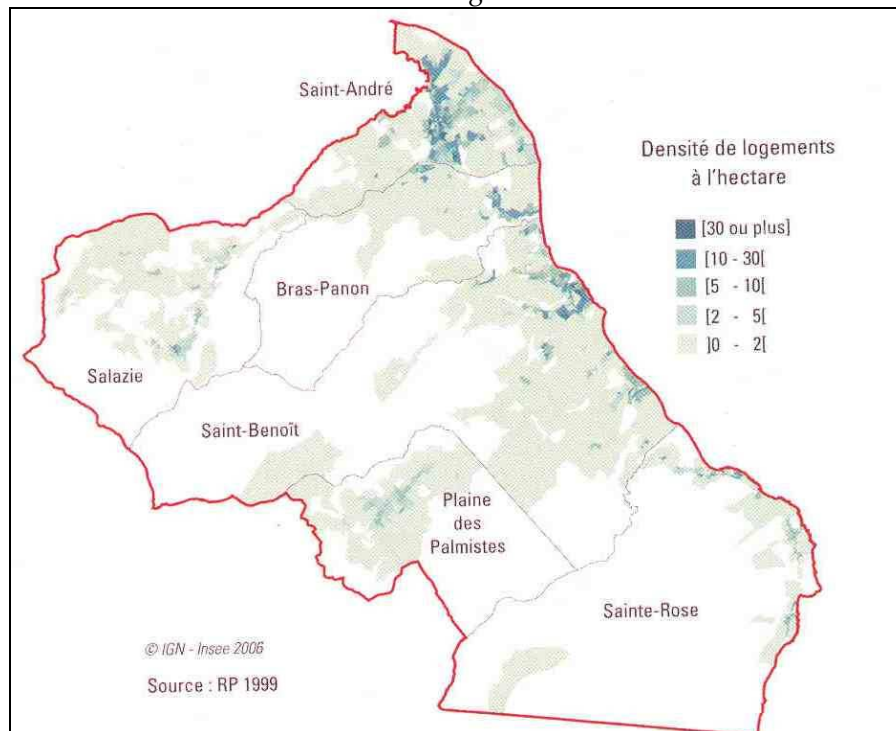 Saint-André
Densité de logements
à l'hectare
[30 ou plus]
[10 - 30[
[5 - 10[
[2 - 5[
]0 - 2[
Bras-Panon
Salazie
Saint-Benoît
Plaine
des
Palmistes
Sainte-Rose
© IGN - Insee 2006
Source : RP 1999